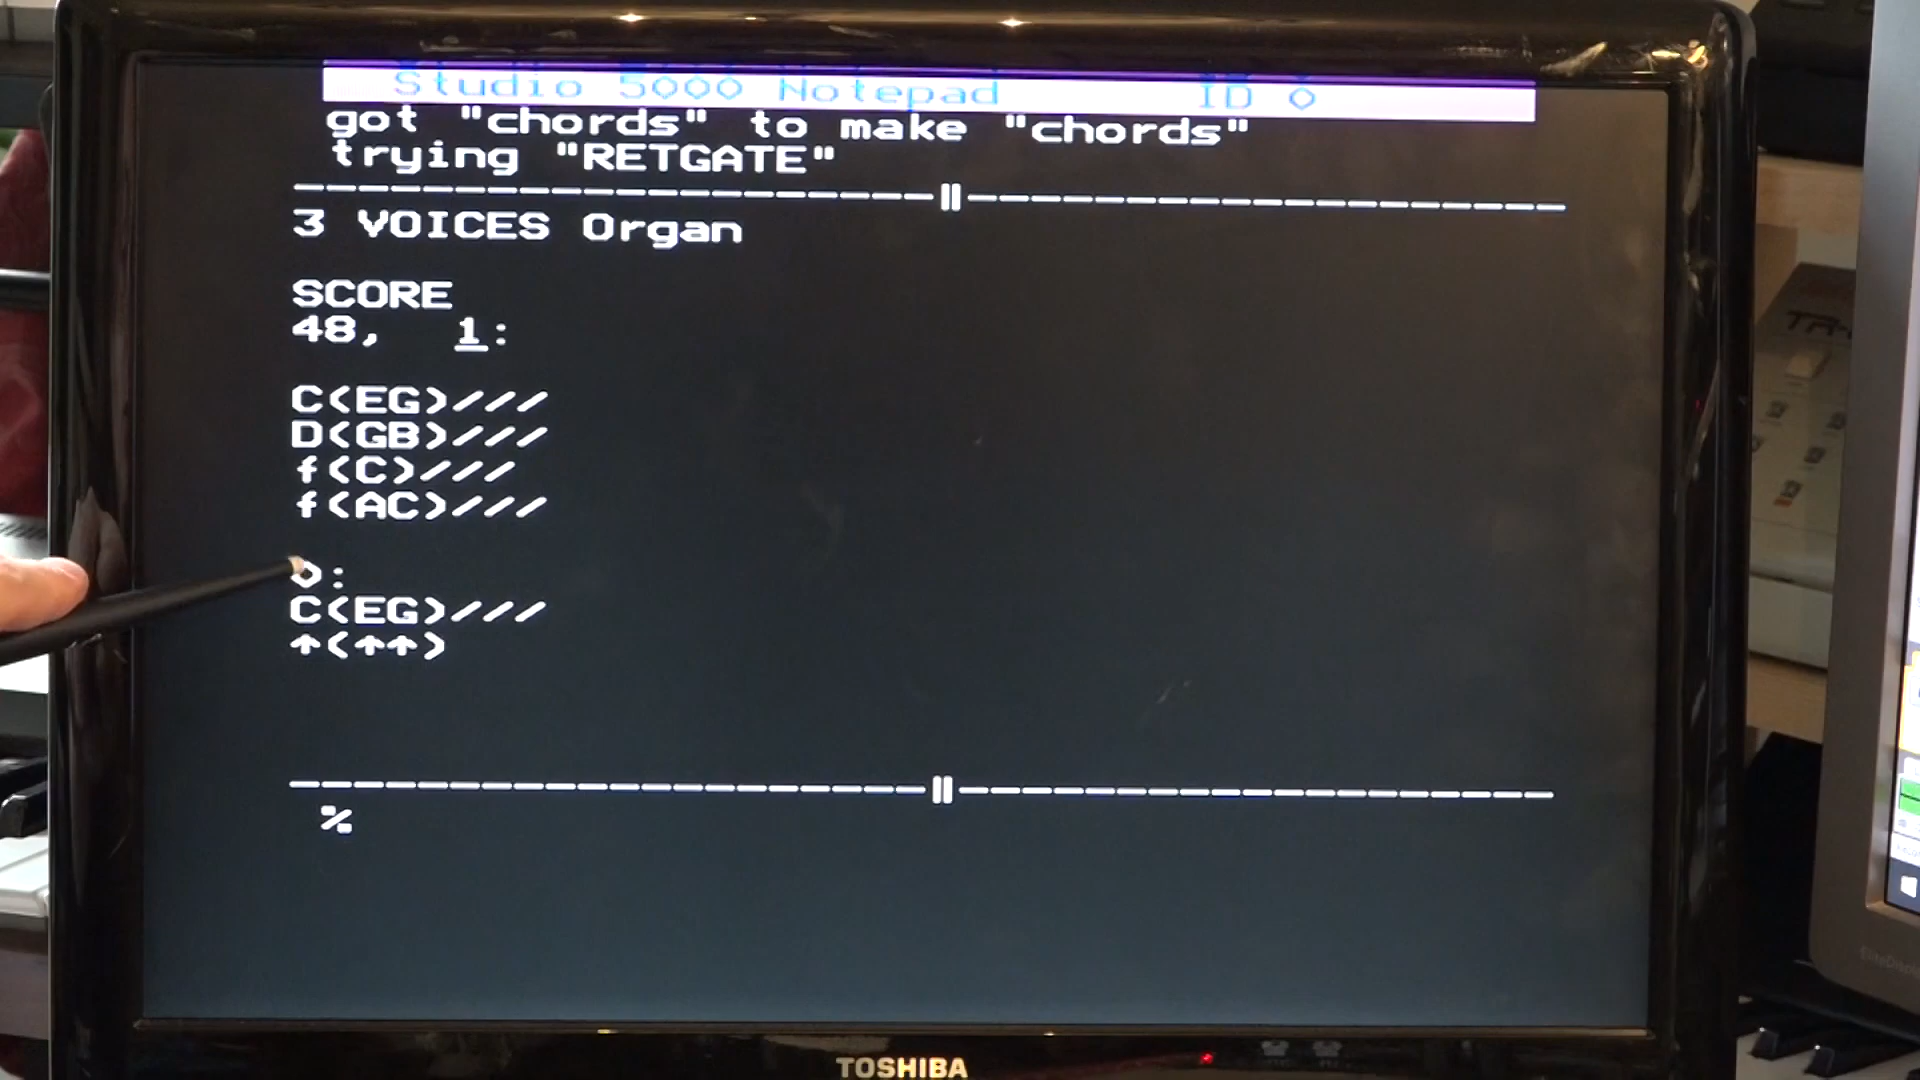 Studio 5000 Notepad ID 0
got "chords" to make "chords"
trying "RETGATE"
3 VOICES Organ
SCORE
48, 1:
C(EG)///
D(GB)///
f(C)///
f(AC)///
0:
C(EG)///
↑(↑↑)
%
TOSHIBA